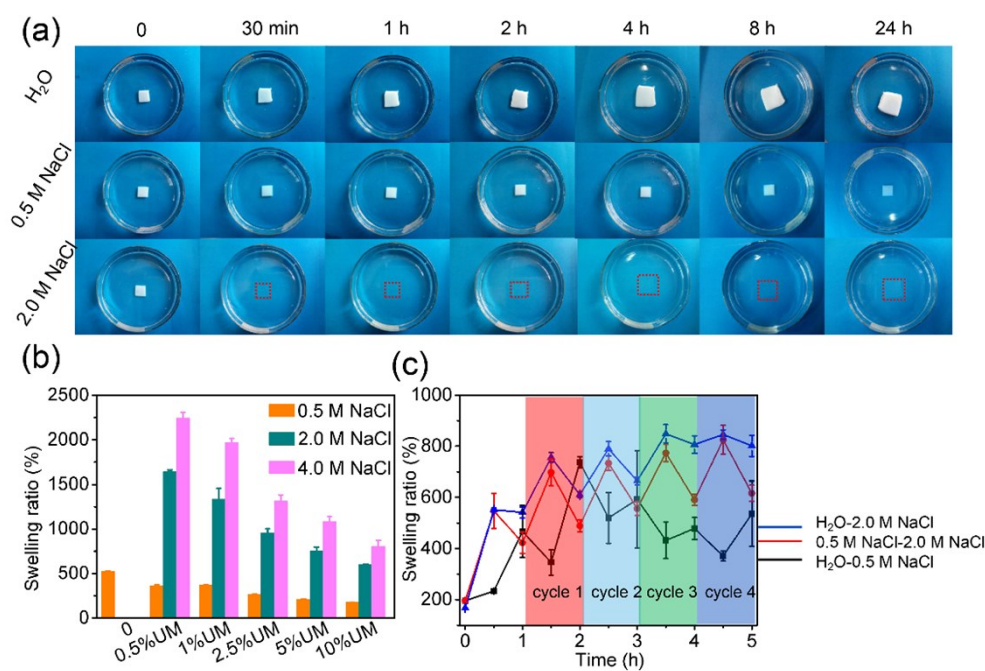 (a)
0 30 min 1 h 2 h 4 h 8 h 24 h
H₂O
0.5 M NaCl
2.0 M NaCl
(b)
Swelling ratio (%)
2500
2000
1500
1000
500
0
0.5 M NaCl
2.0 M NaCl
4.0 M NaCl
0 0.5%UM 1%UM 2.5%UM 5%UM 10%UM
(c)
Swelling ratio (%)
1000
800
600
400
200
cycle 1 cycle 2 cycle 3 cycle 4
0 1 2 3 4 5
Time (h)
H₂O-2.0 M NaCl
0.5 M NaCl-2.0 M NaCl
H₂O-0.5 M NaCl